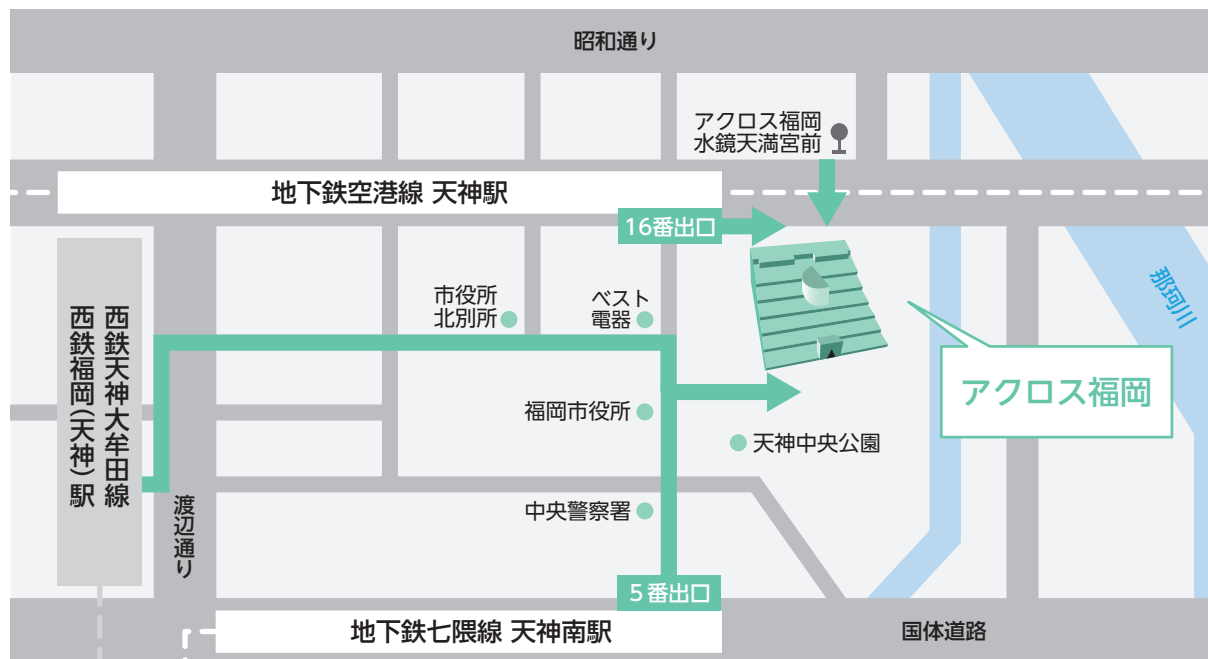 昭和通り
アクロス福岡
水鏡天満宮前
地下鉄空港線 天神駅
16番出口
西鉄天神大牟田線
西鉄福岡(天神)駅
市役所
北別所
ベスト
電器
那珂川
アクロス福岡
福岡市役所
天神中央公園
渡辺通り
中央警察署
5番出口
地下鉄七隈線 天神南駅
国体道路